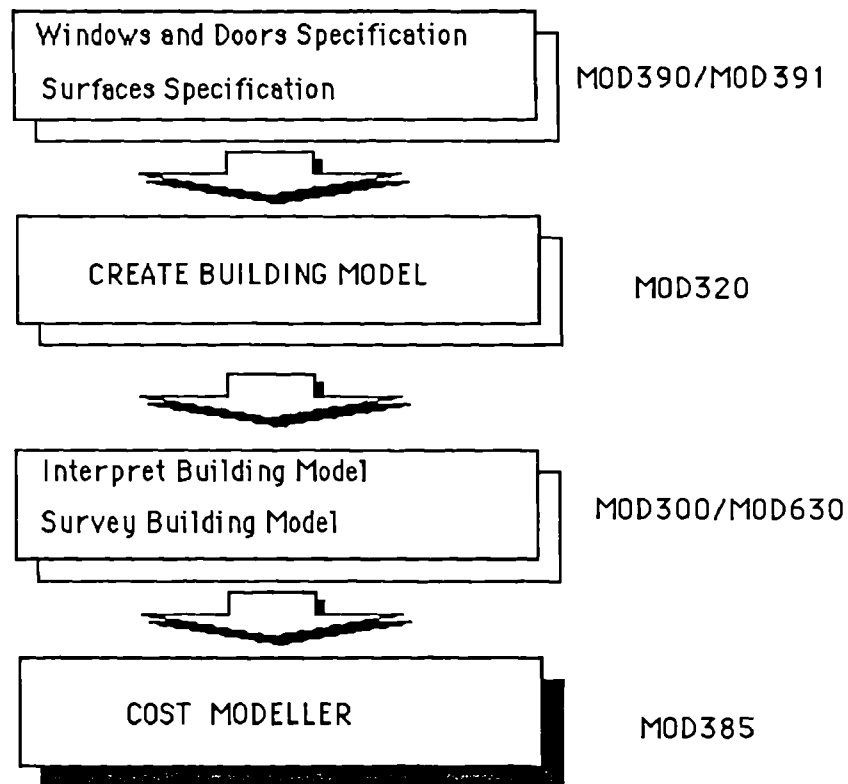 Windows and Doors Specification
Surfaces Specification
MOD390/MOD391
CREATE BUILDING MODEL
MOD320
Interpret Building Model
Survey Building Model
MOD300/MOD630
COST MODELLER
MOD385